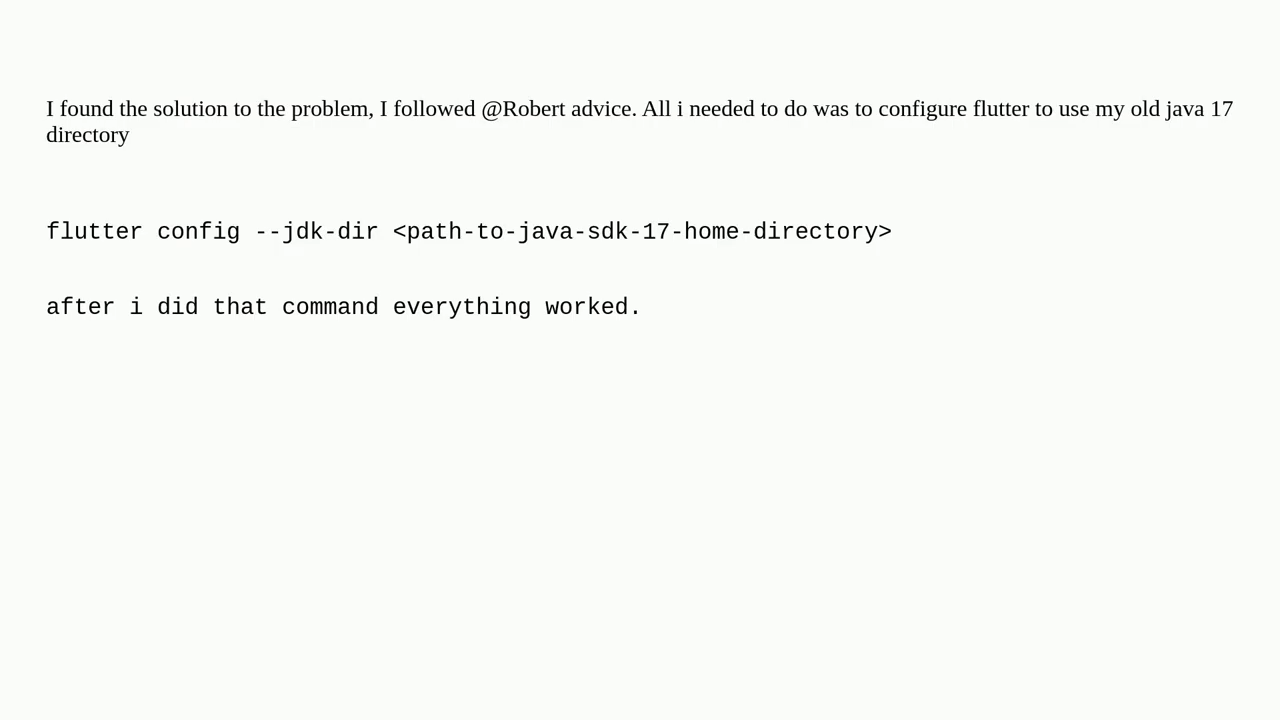 I found the solution to the problem, I followed @Robert advice. All i needed to do was to configure flutter to use my old java 17
directory
flutter config --jdk-dir <path-to-java-sdk-17-home-directory>
after i did that command everything worked.